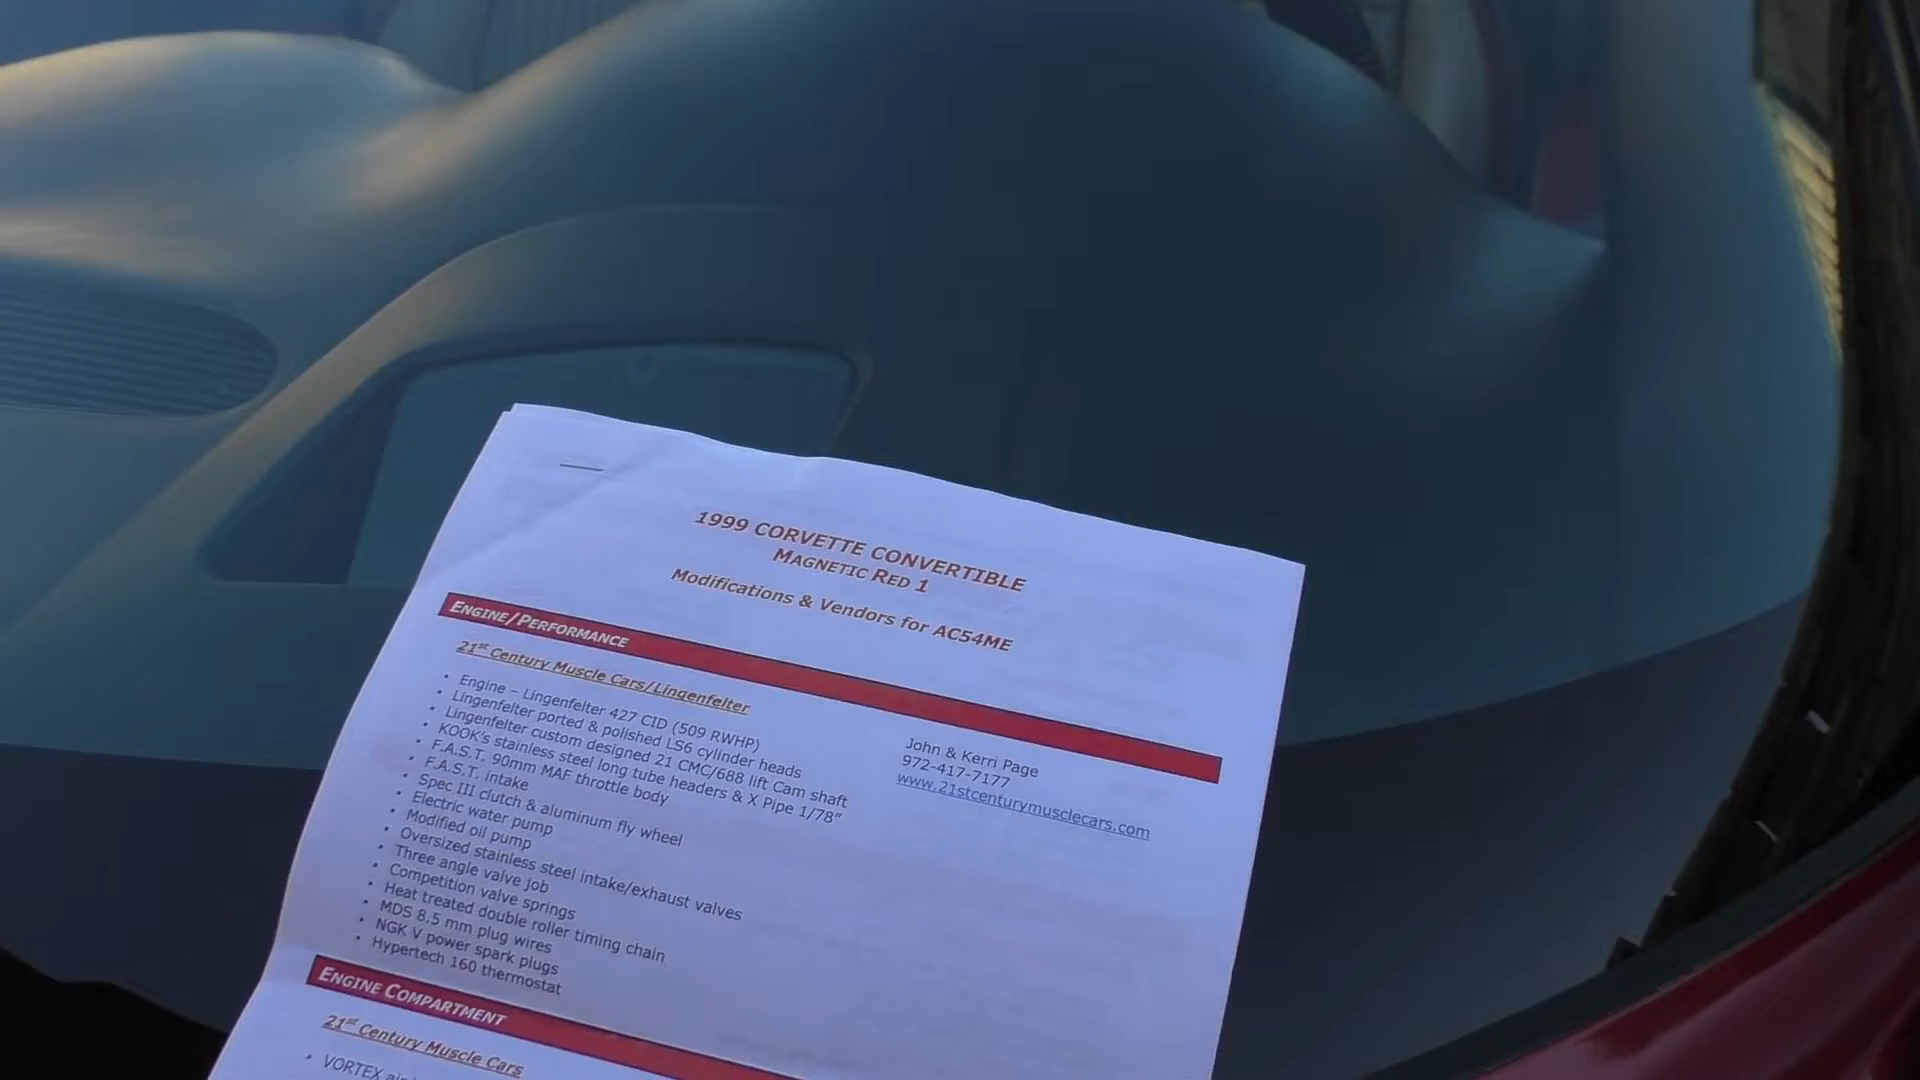 1999 CORVETTE CONVERTIBLE
MAGNETIC RED 1
Modifications & Vendors for AC54ME
ENGINE/PERFORMANCE
21st Century Muscle Cars/Lingenfelter
• Engine – Lingenfelter 427 CID (509 RWHP)
• Lingenfelter ported & polished LS6 cylinder heads
• Lingenfelter custom designed 21 CMC/688 lift Cam shaft
• KOOK's stainless steel long tube headers & X Pipe 1/78"
• F.A.S.T. 90mm MAF throttle body
• F.A.S.T. intake
• Spec III clutch & aluminum fly wheel
• Electric water pump
• Modified oil pump
• Oversized stainless steel intake/exhaust valves
• Three angle valve job
• Competition valve springs
• Heat treated double roller timing chain
• MDS 8.5 mm plug wires
• NGK V power spark plugs
• Hypertech 160 thermostat
John & Kerri Page
972-417-7177
www.21stcenturymusclecars.com
ENGINE COMPARTMENT
21st Century Muscle Cars
• VORTEX